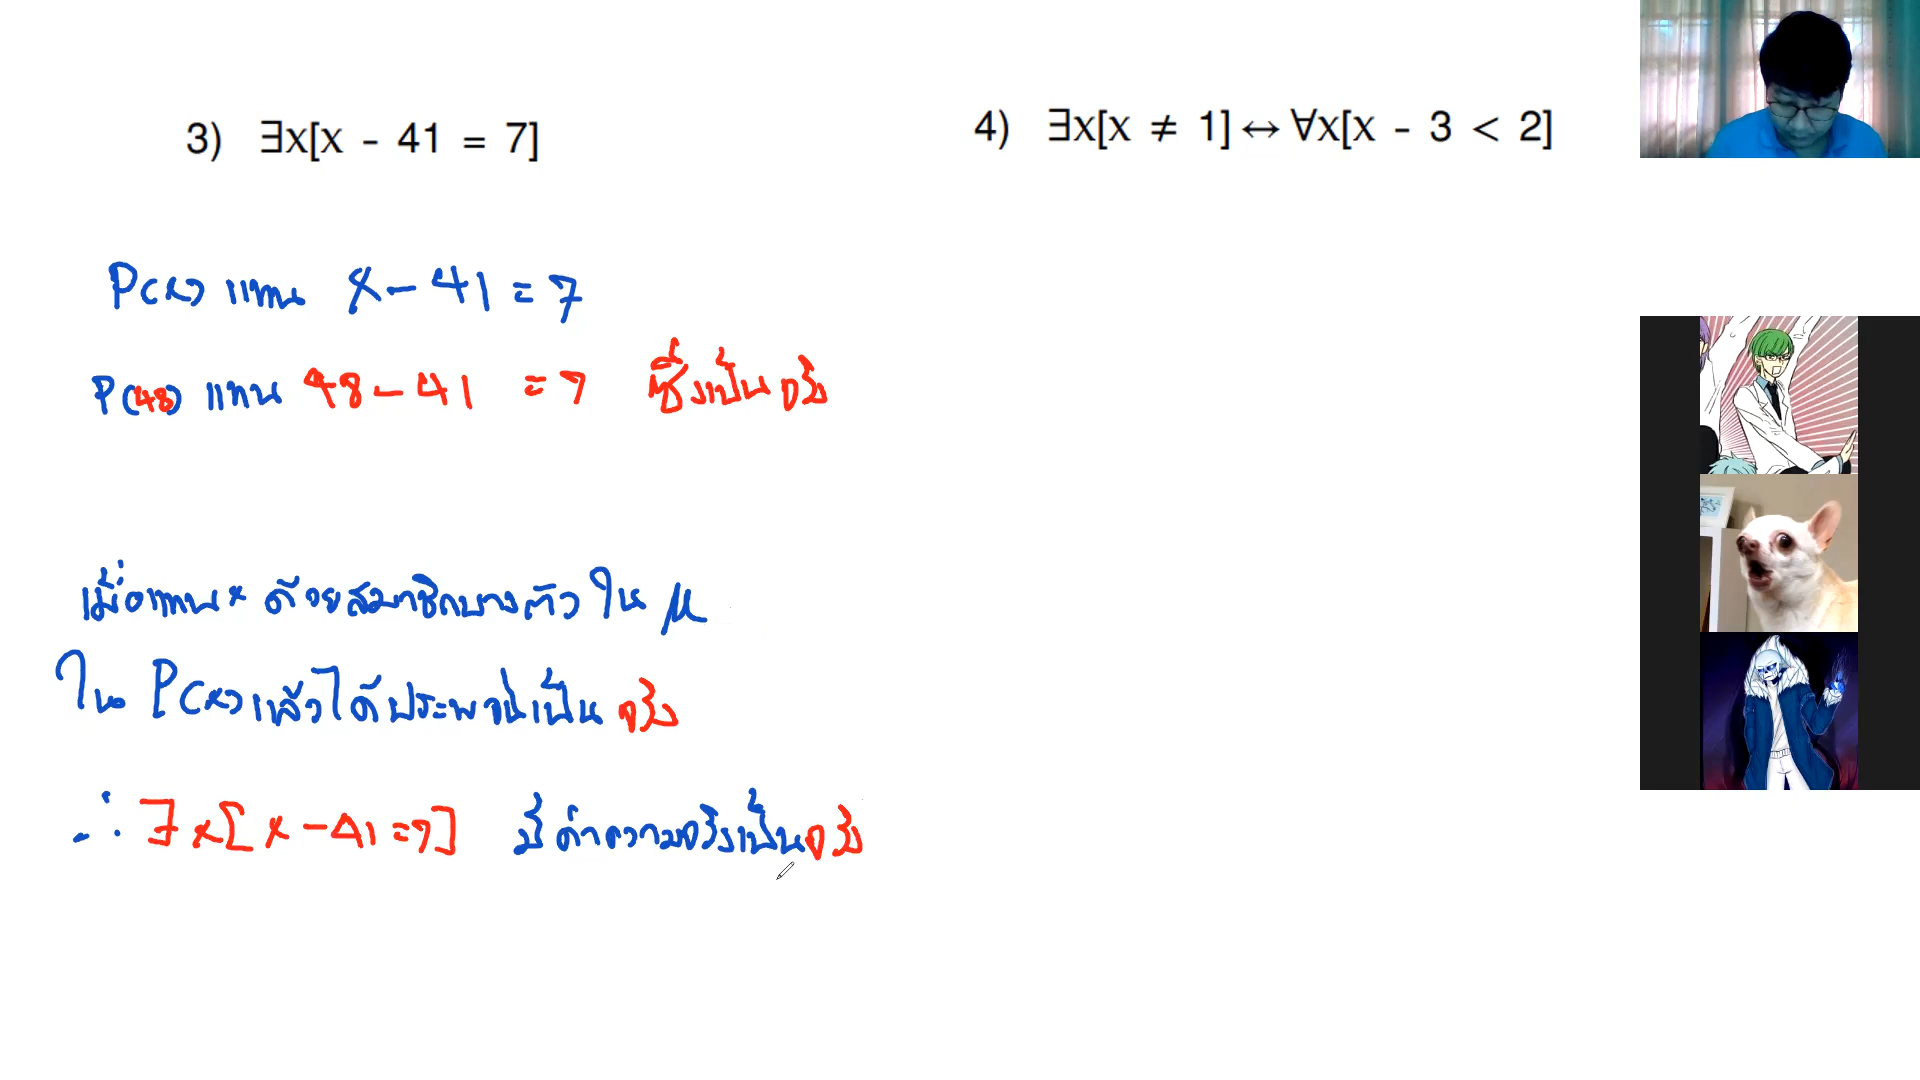 3) ∃x[x - 41 = 7]
P(x) แทน x - 41 = 7
P(48) แทน 48 - 41 = 7 ซึ่งเป็น จริง
เมื่อแทน x ด้วยสมาชิกบางตัว ใน μ
ใน P(x) แล้วได้ประพจน์เป็น จริง
∴ ∃x[x - 41 = 7] มีค่าความจริงเป็นจริง
4) ∃x[x ≠ 1] ↔ ∀x[x - 3 < 2]